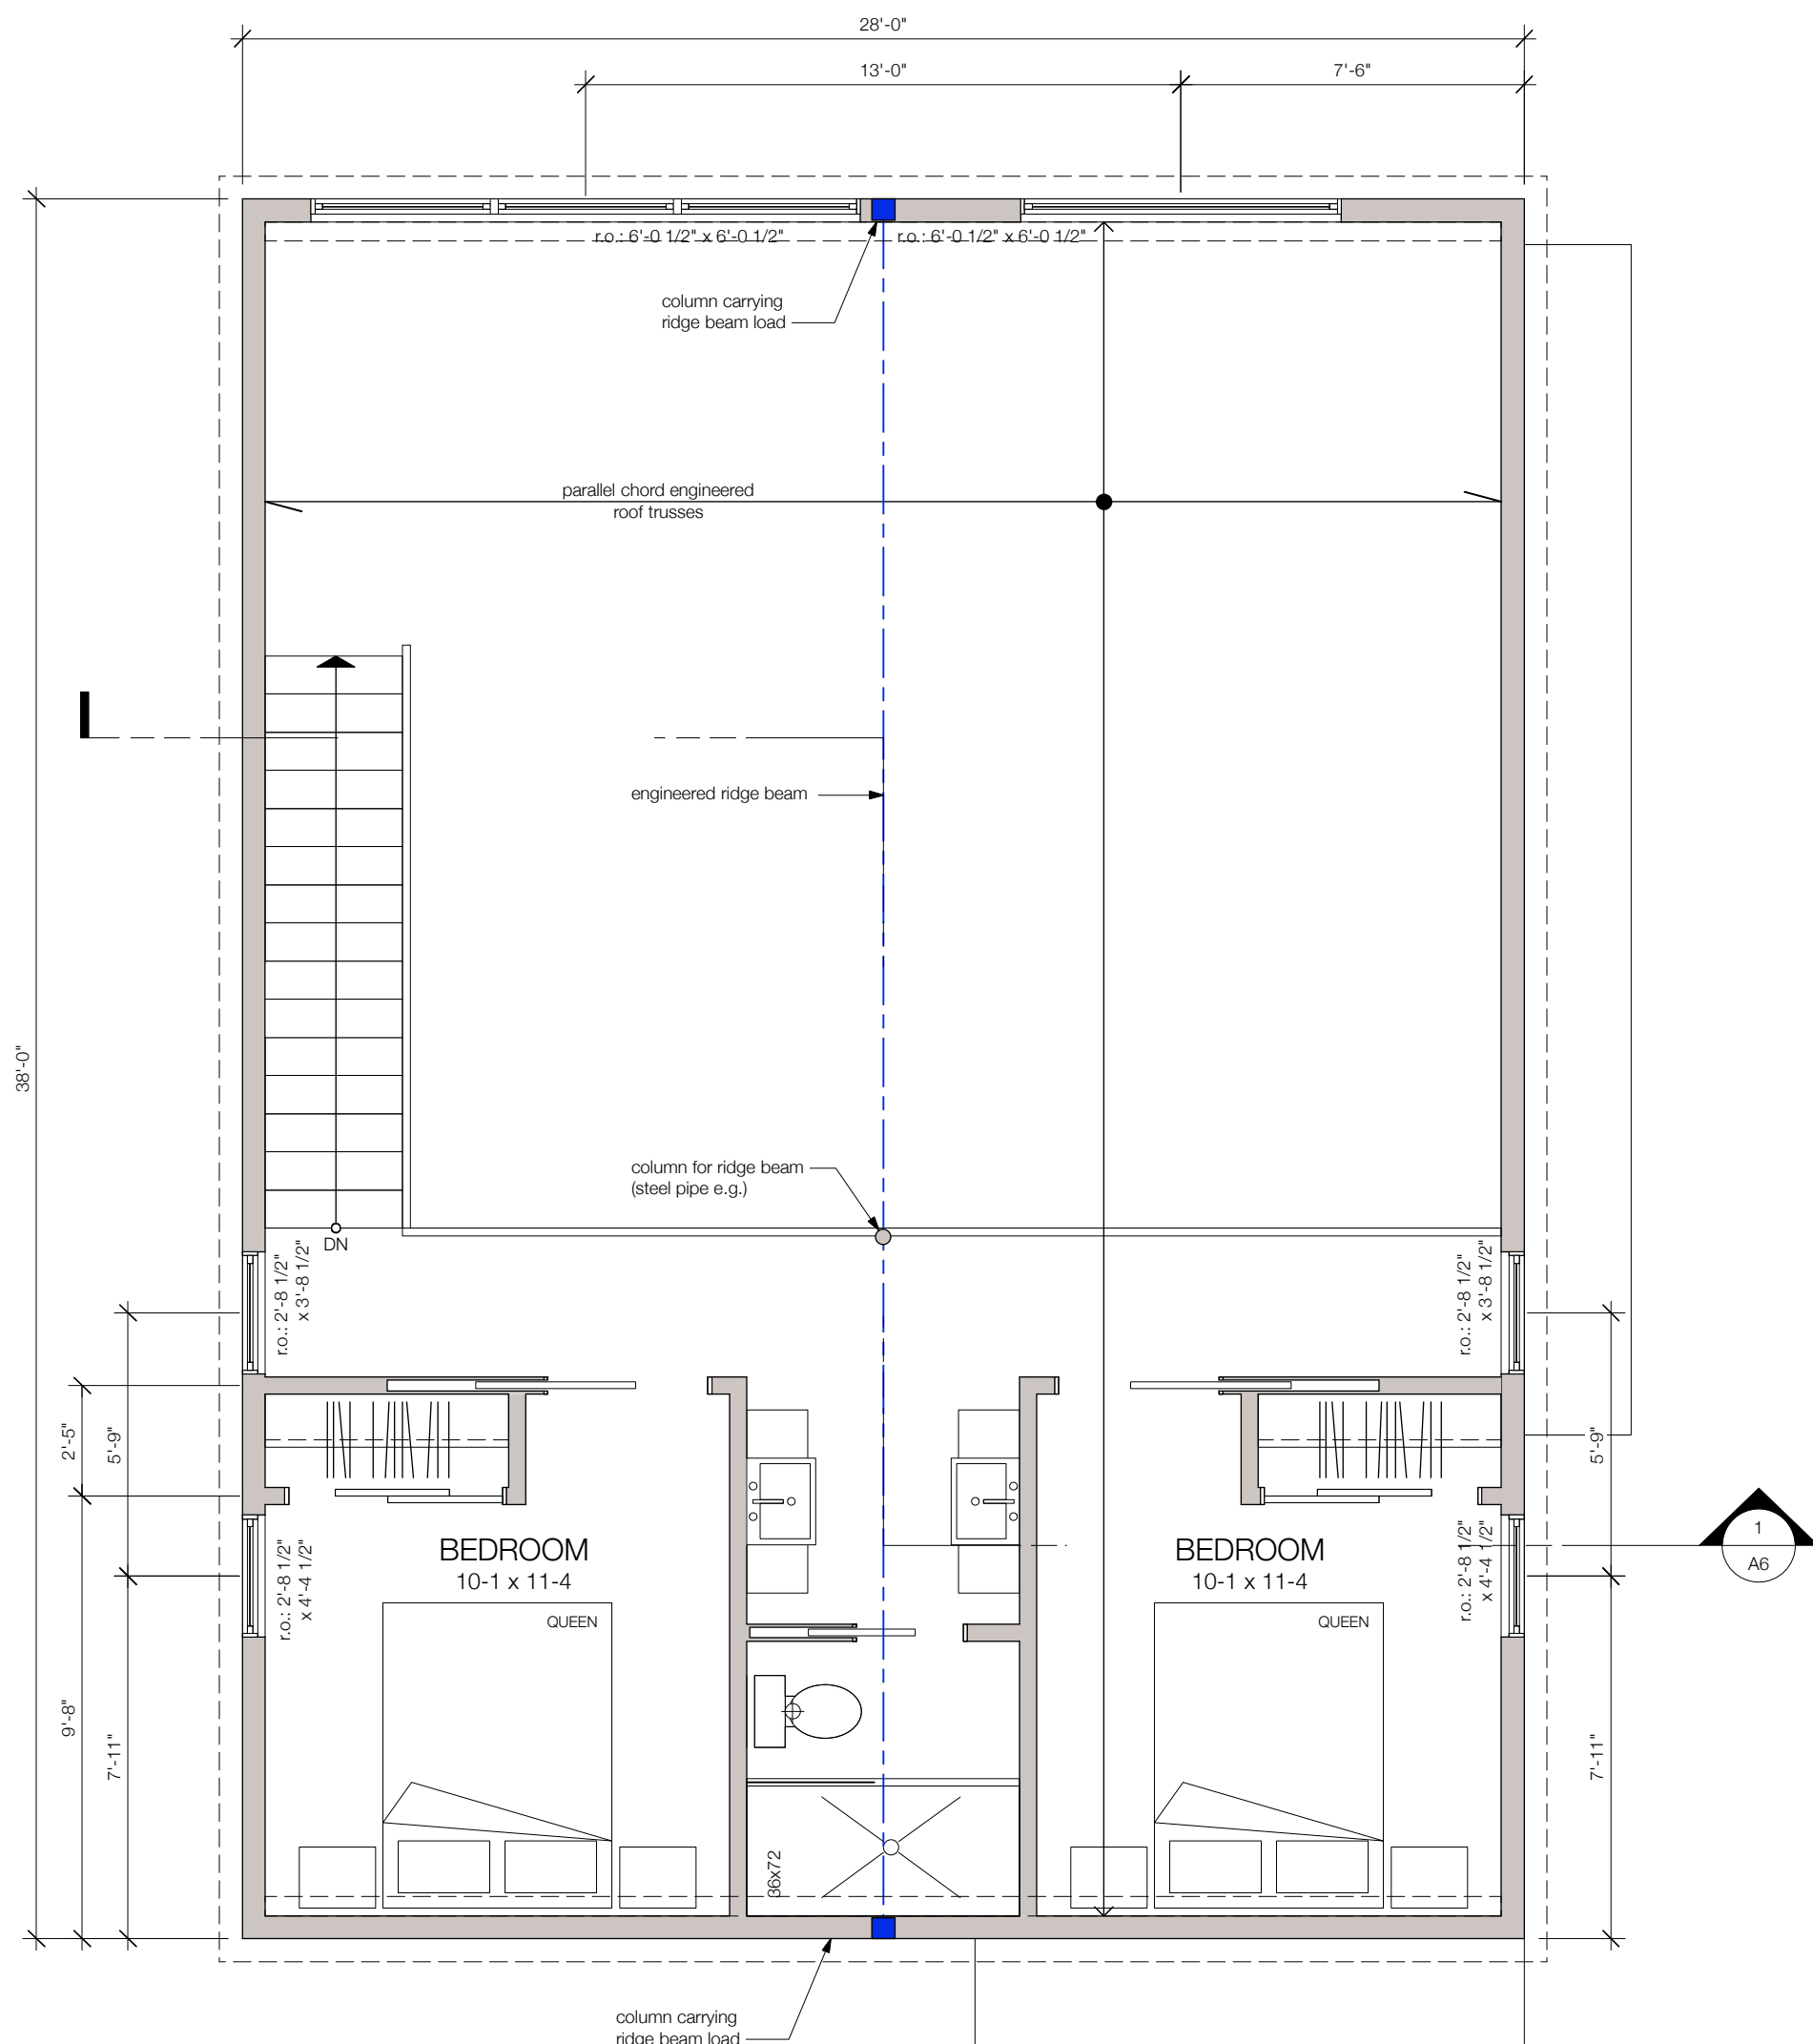 28'-0"
13'-0"
7'-6"
r.o.: 6'-0 1/2" x 6'-0 1/2"
r.o.: 6'-0 1/2" x 6'-0 1/2"
column carrying
ridge beam load
parallel chord engineered
roof trusses
engineered ridge beam
38'-0"
column for ridge beam
(steel pipe e.g.)
DN
r.o.: 2'-8 1/2"
x 3'-8 1/2"
r.o.: 2'-8 1/2"
x 3'-8 1/2"
2'-5"
5'-9"
5'-9"
BEDROOM
10-1 x 11-4
BEDROOM
10-1 x 11-4
r.o.: 2'-8 1/2"
x 4'-4 1/2"
r.o.: 2'-8 1/2"
x 4'-4 1/2"
1
A6
QUEEN
QUEEN
9'-8"
7'-11"
7'-11"
36x72
column carrying
ridge beam load